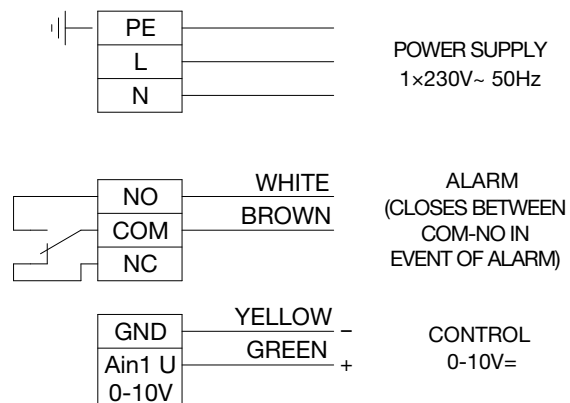 PE
L
N
POWER SUPPLY
1×230V~ 50Hz
NO
COM
NC
WHITE
BROWN
ALARM
(CLOSES BETWEEN
COM-NO IN
EVENT OF ALARM)
GND
Ain1 U
0-10V
YELLOW –
GREEN +
CONTROL
0-10V=